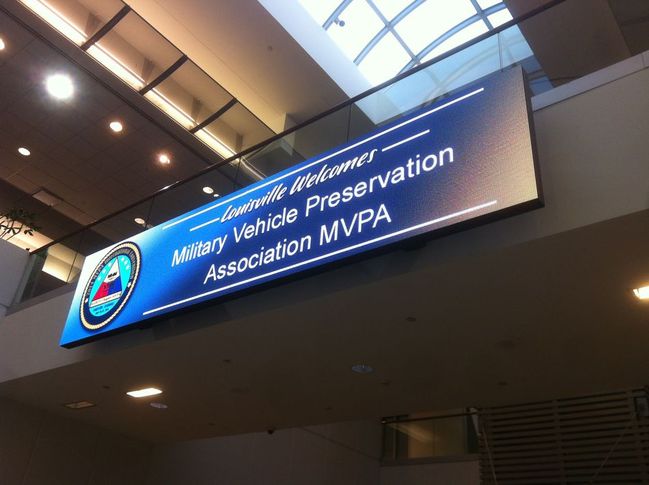 Louisville Welcomes
Military Vehicle Preservation
Association MVPA